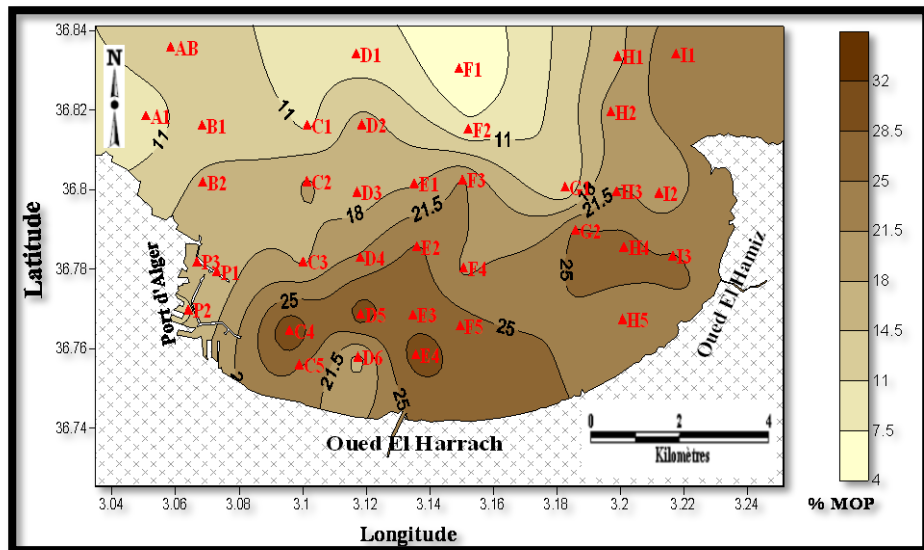 36.84
36.82
36.8
36.78
36.76
36.74
Latitude
N
AB
D1
F1
H1
I1
A1
B1
C1
D2
F2
H2
11
11
11
B2
C2
D3
E1
F3
H3
I2
18
21.5
21.5
G2
P3
P1
C3
D4
E2
F4
H4
I3
25
25
25
25
P2
C4
D5
E3
F5
H5
C5
21.5
D6
E4
Port d'Alger
Oued El Hamiz
Oued El Harrach
0 2 4
Kilomètres
3.04 3.06 3.08 3.1 3.12 3.14 3.16 3.18 3.2 3.22 3.24
Longitude
32
28.5
25
21.5
18
14.5
11
7.5
4
% MOP